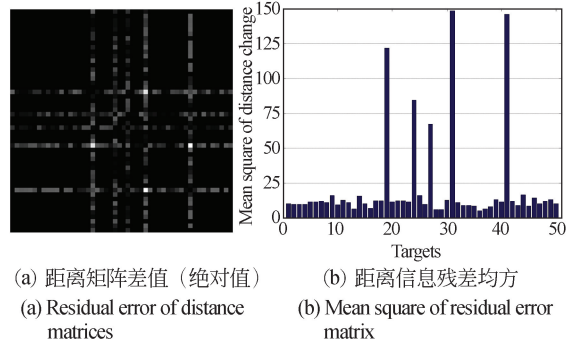 Mean square of distance change
150
125
100
75
50
25
0
0
10
20
30
40
50
Targets
(a) 距离矩阵差值（绝对值）
(a) Residual error of distance
matrices
(b) 距离信息残差均方
(b) Mean square of residual error
matrix